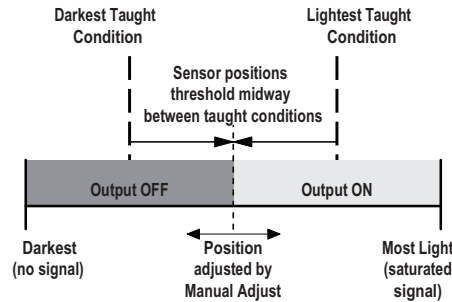 Darkest Taught
Condition
Lightest Taught
Condition
Sensor positions
threshold midway
between taught conditions
Output OFF
Output ON
Darkest
(no signal)
Position
adjusted by
Manual Adjust
Most Light
(saturated
signal)